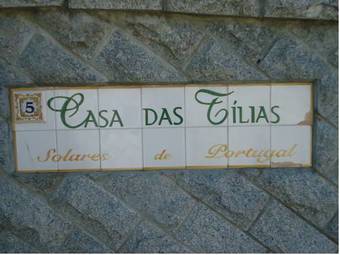 5
Casa das Tílias
Solares de Portugal